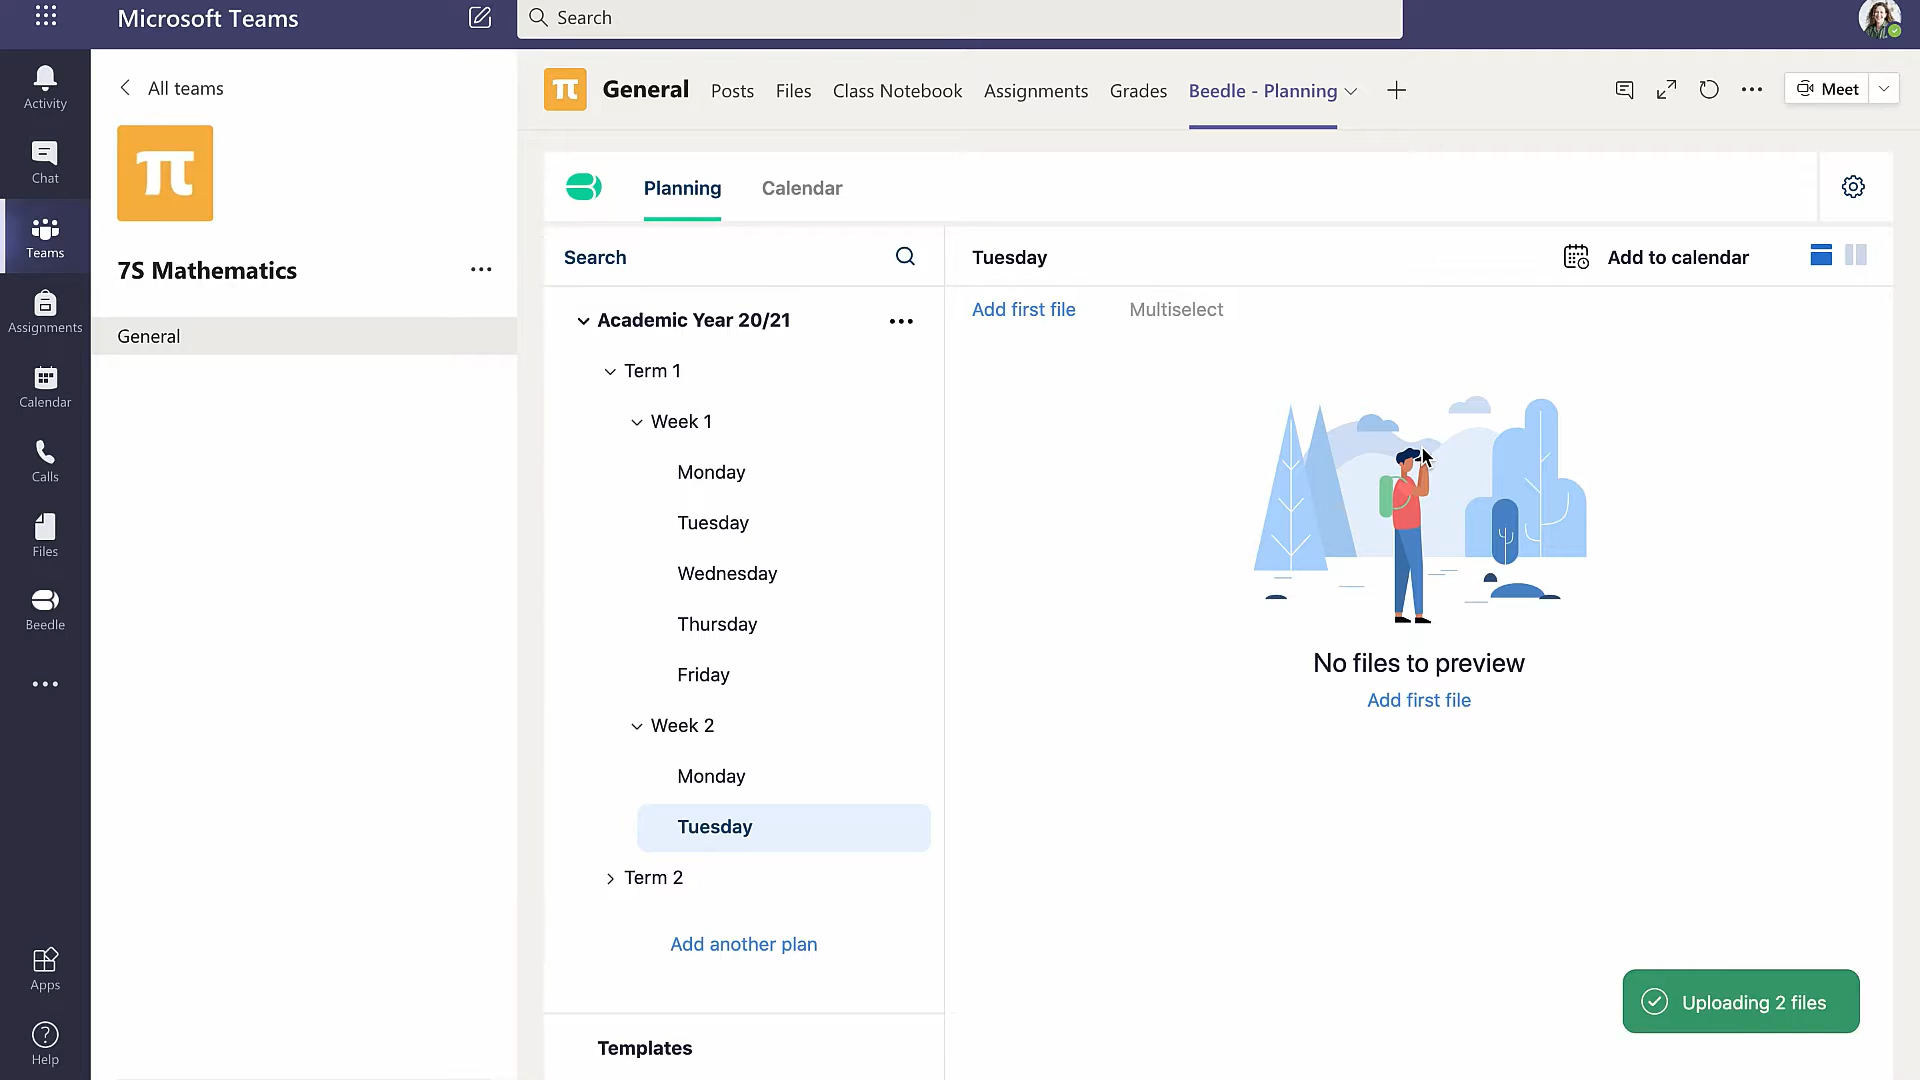 Microsoft Teams
Search
Activity
Chat
Teams
Assignments
Calendar
Calls
Files
Beedle
Apps
Help
All teams
π
7S Mathematics
General
π
General
Posts
Files
Class Notebook
Assignments
Grades
Beedle - Planning
Meet
Planning
Calendar
Search
Academic Year 20/21
Term 1
Week 1
Monday
Tuesday
Wednesday
Thursday
Friday
Week 2
Monday
Tuesday
Term 2
Add another plan
Templates
Tuesday
Add to calendar
Add first file
Multiselect
No files to preview
Add first file
Uploading 2 files